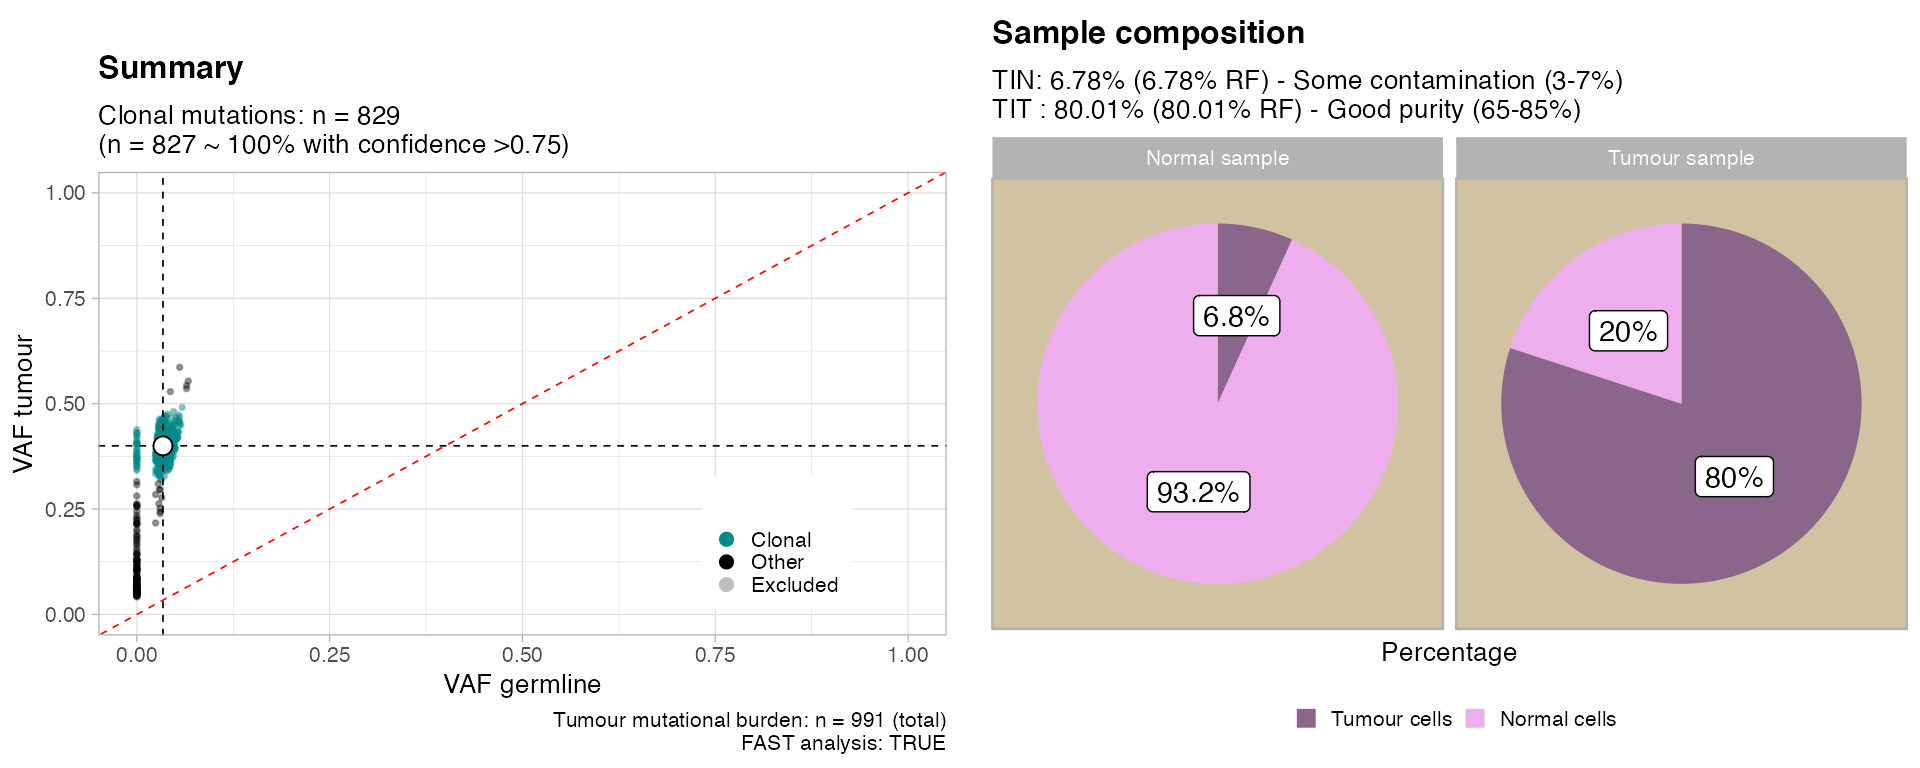 Summary
Clonal mutations: n = 829
(n = 827 ~ 100% with confidence >0.75)
VAF tumour
1.00
0.75
0.50
0.25
0.00
Clonal
Other
Excluded
0.00 0.25 0.50 0.75 1.00
VAF germline
Tumour mutational burden: n = 991 (total)
FAST analysis: TRUE
Sample composition
TIN: 6.78% (6.78% RF) - Some contamination (3-7%)
TIT : 80.01% (80.01% RF) - Good purity (65-85%)
Normal sample
6.8%
93.2%
Tumour sample
20%
80%
Percentage
Tumour cells
Normal cells